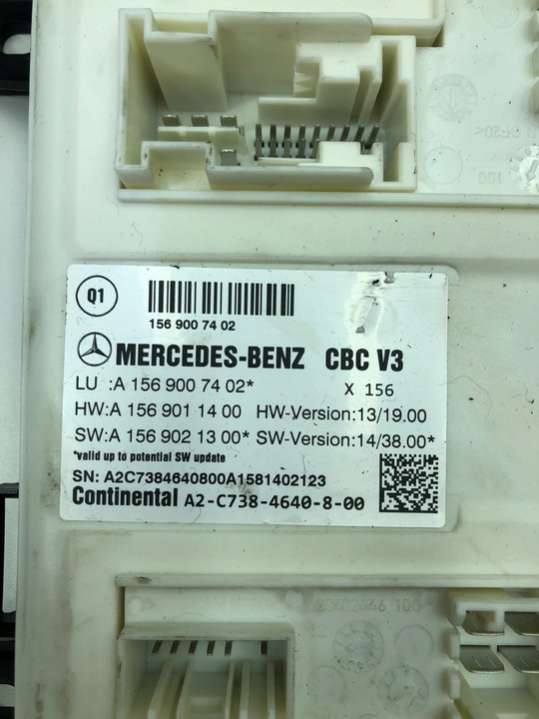 100
Q1
156 900 74 02
MERCEDES-BENZ CBC V3
LU :A 156 900 74 02* X 156
HW:A 156 901 14 00 HW-Version:13/19.00
SW:A 156 902 13 00* SW-Version:14/38.00*
*valid up to potential SW update
SN: A2C7384640800A1581402123
Continental A2-C738-4640-8-00
100